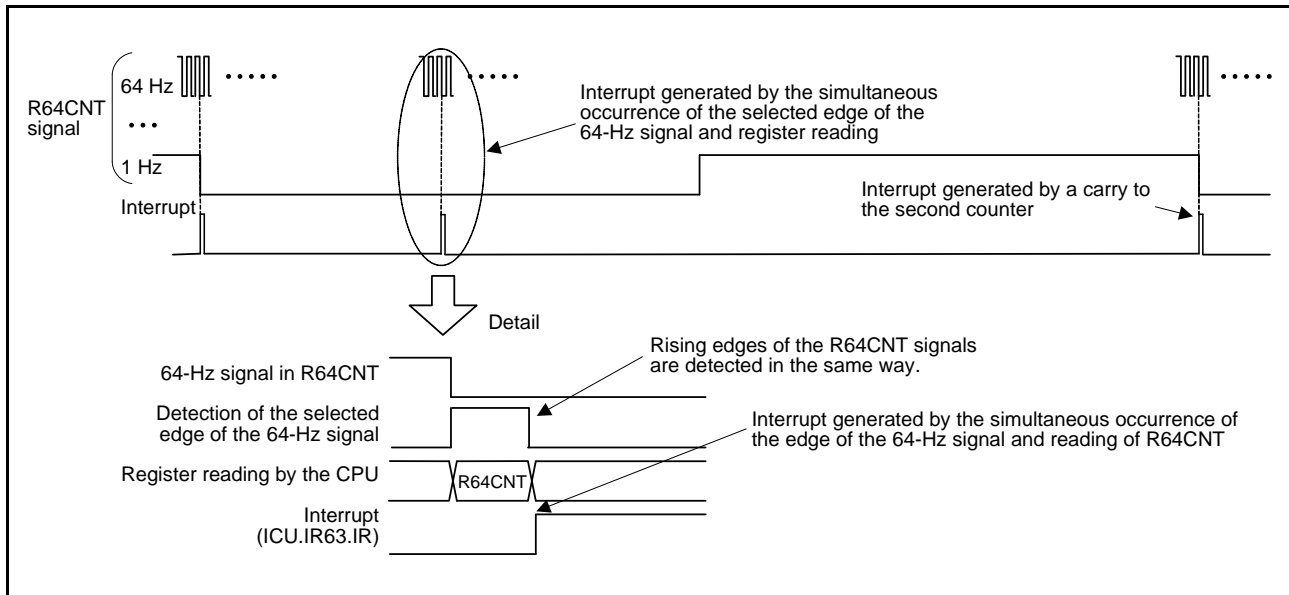 64 Hz
R64CNT
signal
1 Hz
Interrupt
Interrupt generated by the simultaneous
occurrence of the selected edge of the
64-Hz signal and register reading
Interrupt generated by a carry to
the second counter
Detail
64-Hz signal in R64CNT
Rising edges of the R64CNT signals
are detected in the same way.
Detection of the selected
edge of the 64-Hz signal
Interrupt generated by the simultaneous occurrence of
the edge of the 64-Hz signal and reading of R64CNT
Register reading by the CPU
R64CNT
Interrupt
(ICU.IR63.IR)